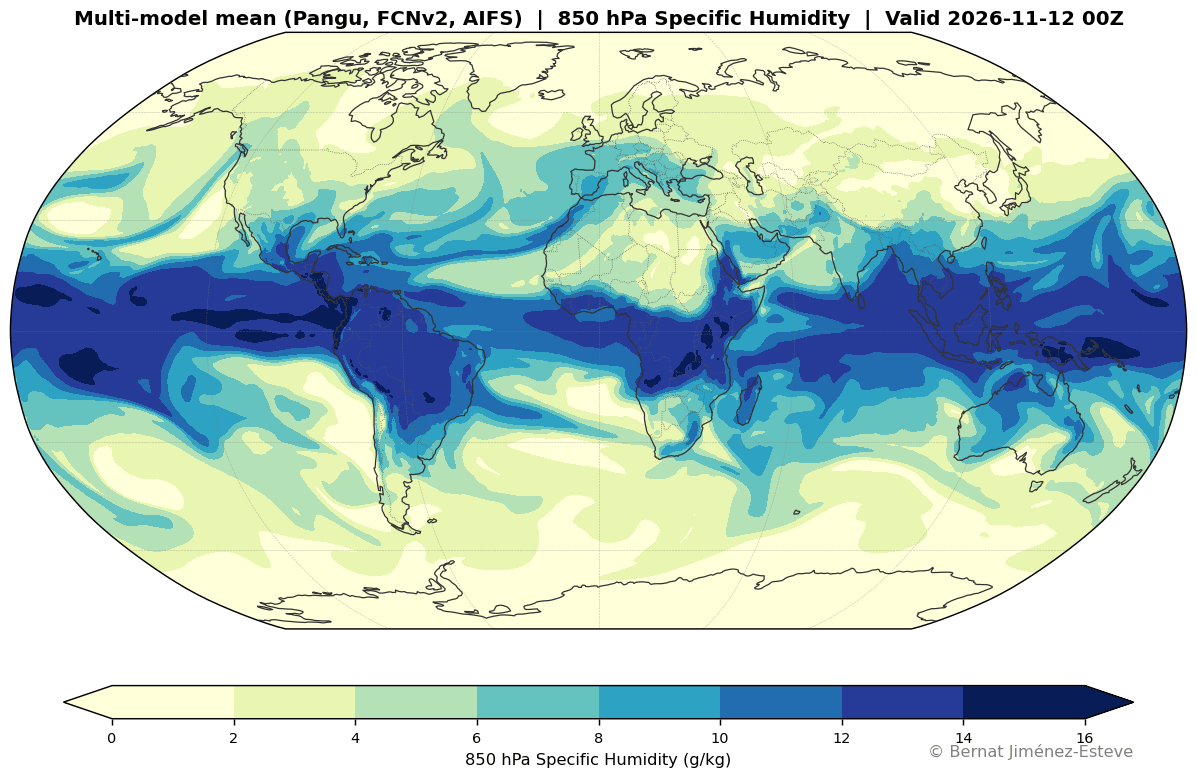 Multi-model mean (Pangu, FCNv2, AIFS) | 850 hPa Specific Humidity | Valid 2026-11-12 00Z
0 2 4 6 8 10 12 14 16
850 hPa Specific Humidity (g/kg)
© Bernat Jiménez-Esteve